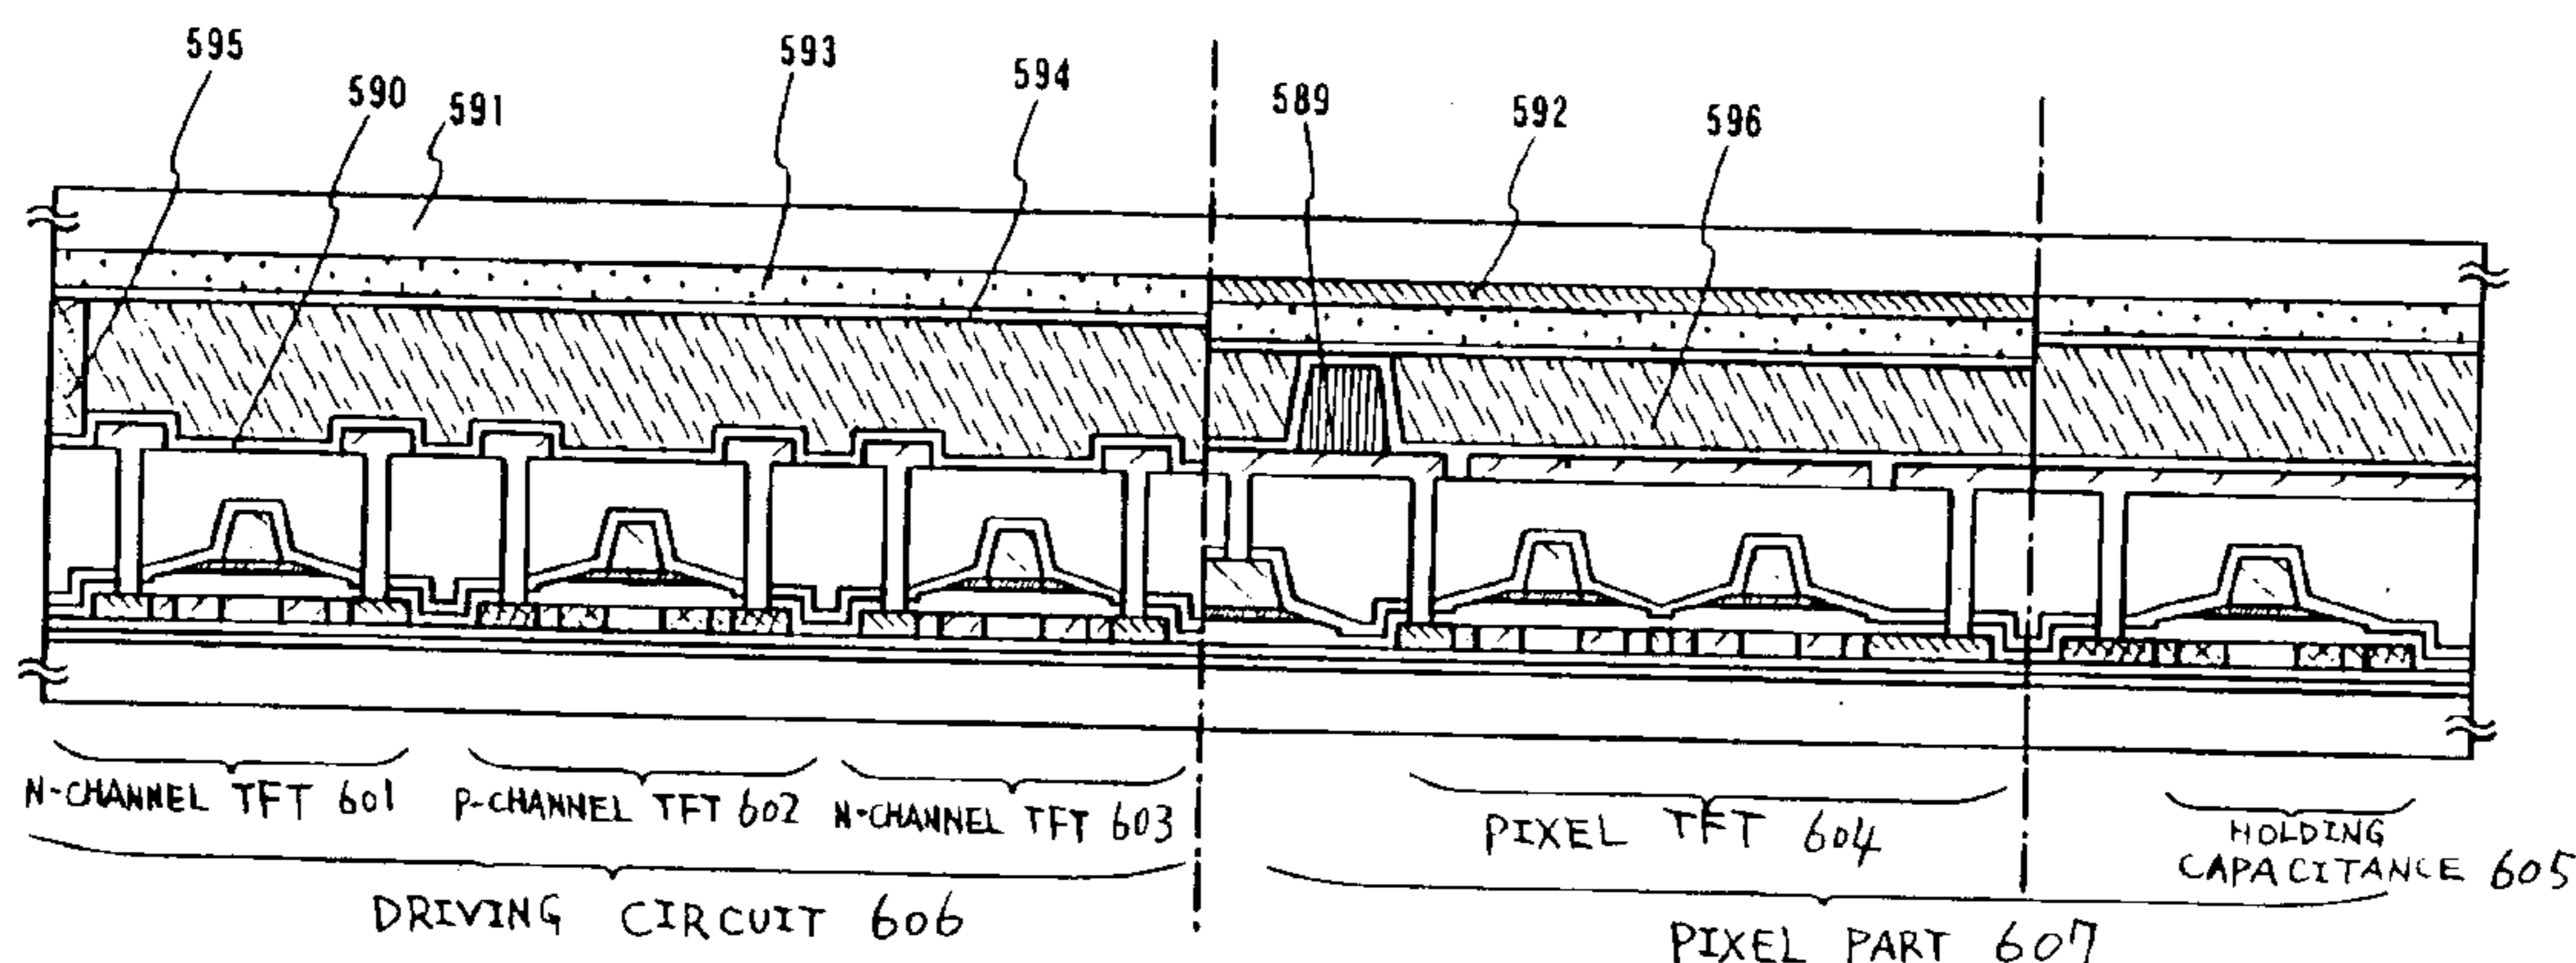 595
590
591
593
594
589
592
596
N-CHANNEL TFT 601
P-CHANNEL TFT 602
N-CHANNEL TFT 603
PIXEL TFT 604
HOLDING
CAPACITANCE 605
DRIVING CIRCUIT 606
PIXEL PART 607